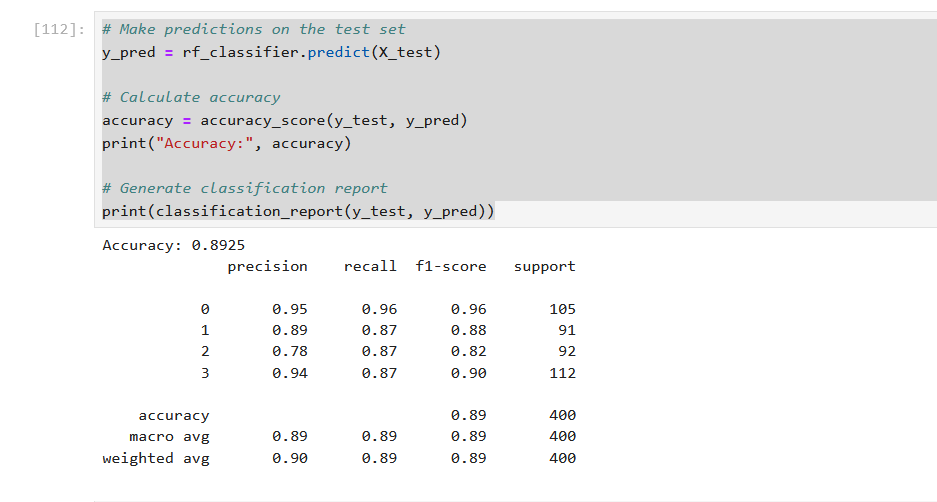 [112]:
# Make predictions on the test set
y_pred = rf_classifier.predict(X_test)
# Calculate accuracy
accuracy = accuracy_score(y_test, y_pred)
print("Accuracy:", accuracy)
# Generate classification report
print(classification_report(y_test, y_pred))
Accuracy: 0.8925
precision recall f1-score support
0 0.95 0.96 0.96 105
1 0.89 0.87 0.88 91
2 0.78 0.87 0.82 92
3 0.94 0.87 0.90 112
accuracy 0.89 400
macro avg 0.89 0.89 0.89 400
weighted avg 0.90 0.89 0.89 400